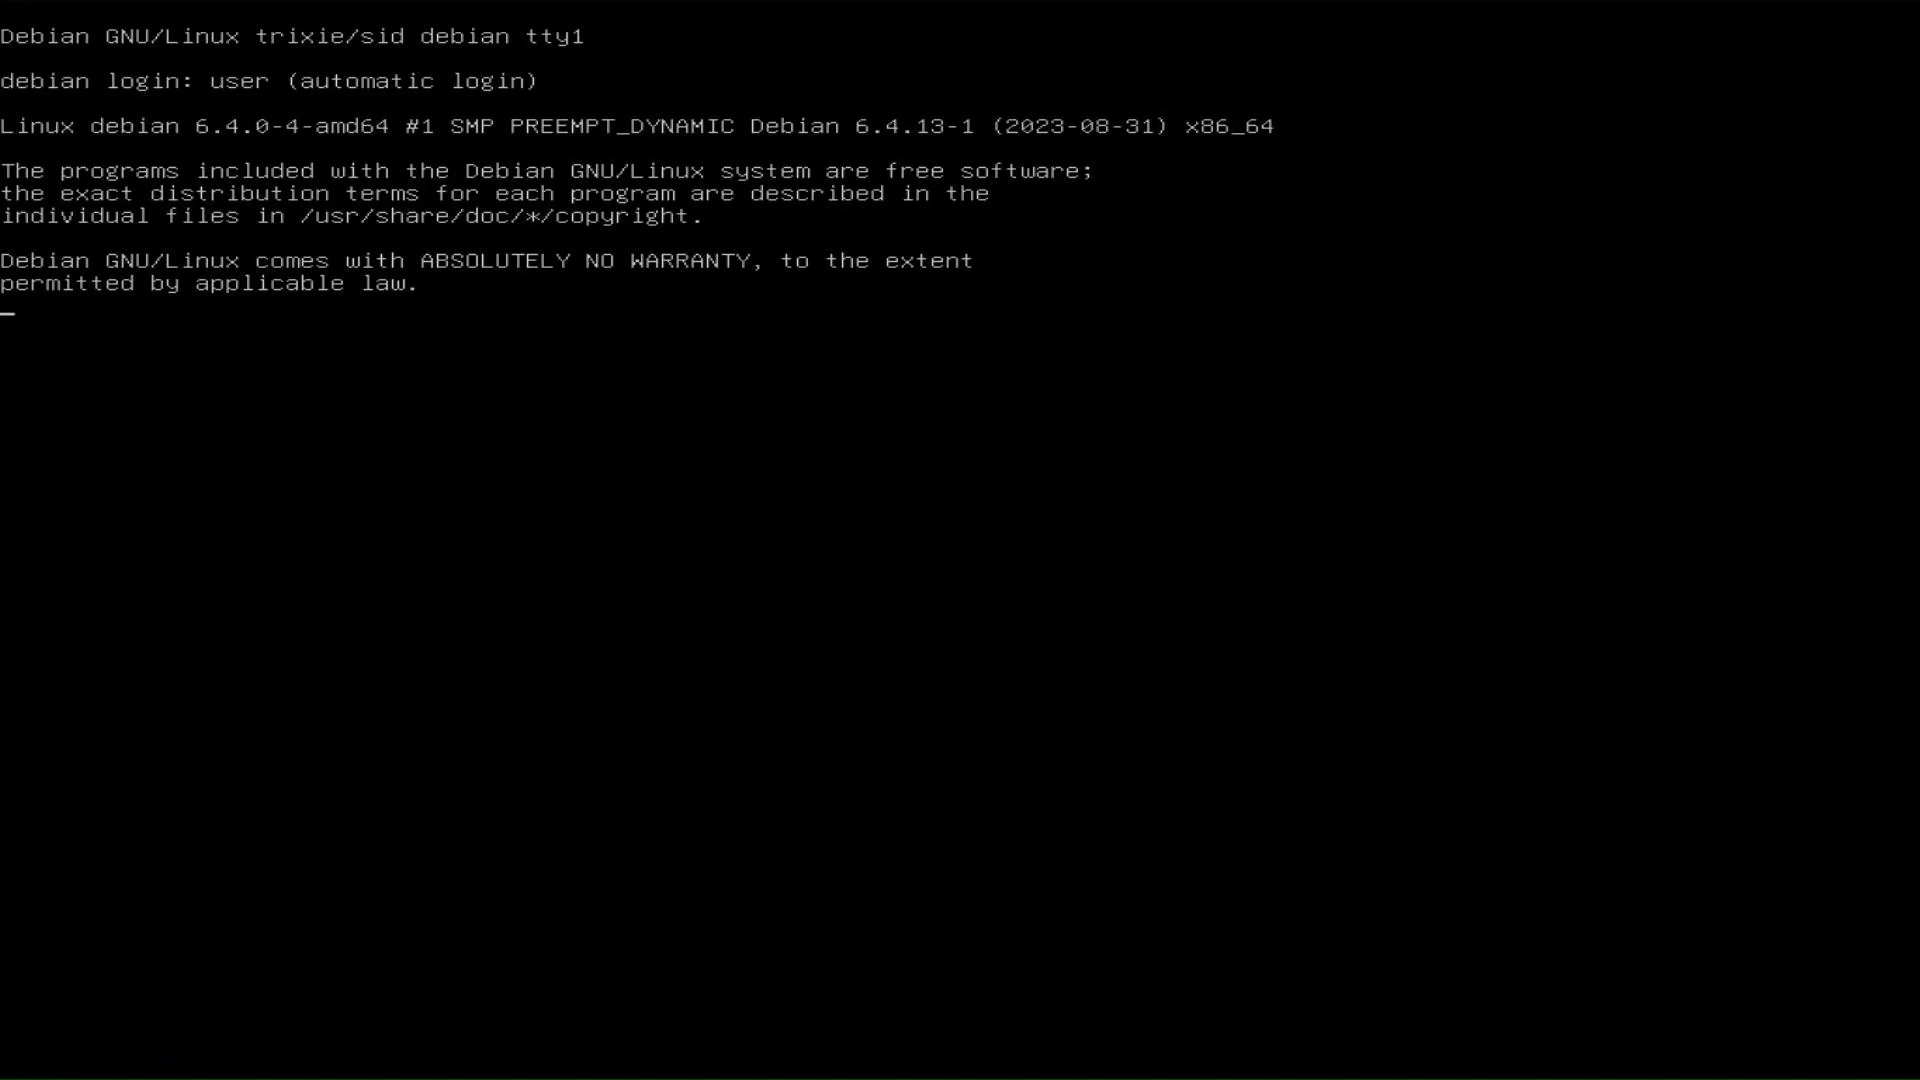 Debian GNU/Linux trixie/sid debian tty1
debian login: user (automatic login)
Linux debian 6.4.0-4-amd64 #1 SMP PREEMPT_DYNAMIC Debian 6.4.13-1 (2023-08-31) x86_64
The programs included with the Debian GNU/Linux system are free software;
the exact distribution terms for each program are described in the
individual files in /usr/share/doc/*/copyright.
Debian GNU/Linux comes with ABSOLUTELY NO WARRANTY, to the extent
permitted by applicable law.